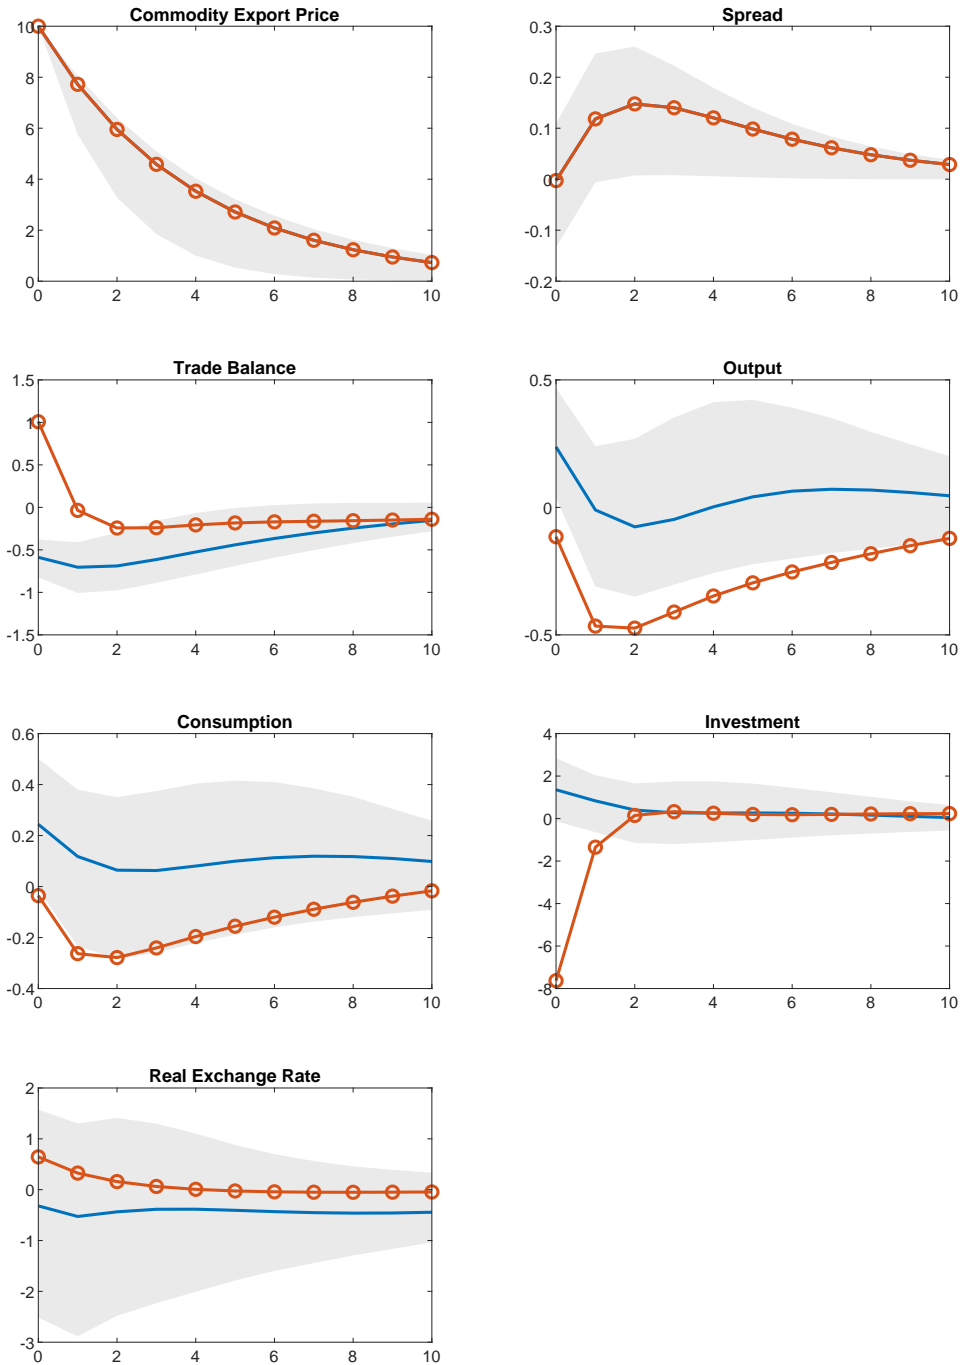 Commodity Export Price
10
8
6
4
2
0
0 2 4 6 8 10
Spread
0.3
0.2
0.1
0
-0.1
-0.2
0 2 4 6 8 10
Trade Balance
1.5
1
0.5
0
-0.5
-1
-1.5
0 2 4 6 8 10
Output
0.5
0
-0.5
0 2 4 6 8 10
Consumption
0.6
0.4
0.2
0
-0.2
-0.4
0 2 4 6 8 10
Investment
4
2
0
-2
-4
-6
-8
0 2 4 6 8 10
Real Exchange Rate
2
1
0
-1
-2
-3
0 2 4 6 8 10